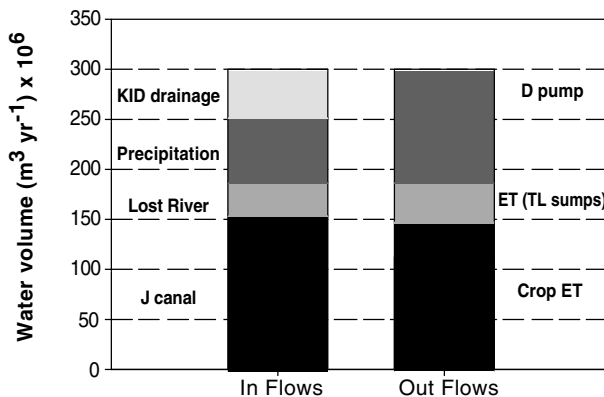 Water volume (m³ yr⁻¹) x 10⁶
350
300
250
200
150
100
50
0
KID drainage
Precipitation
Lost River
J canal
D pump
ET (TL sumps)
Crop ET
In Flows
Out Flows